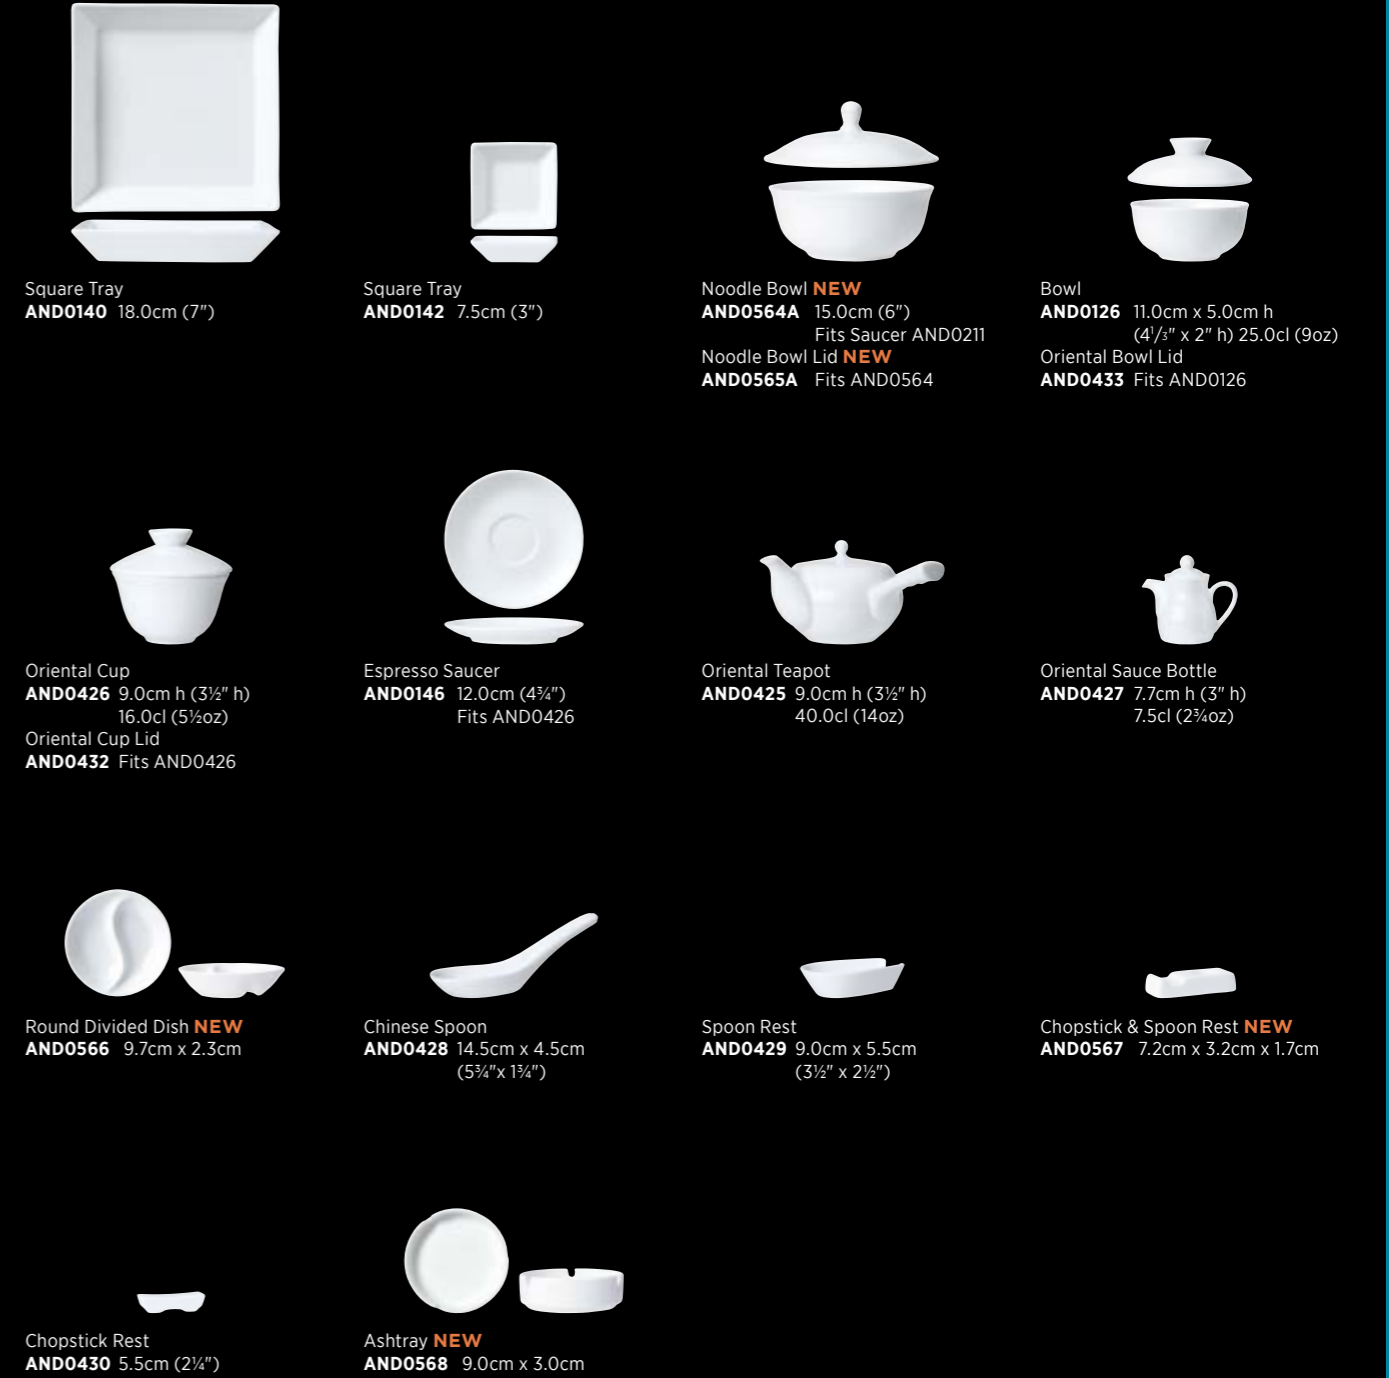 Square Tray
AND0140 18.0cm (7")
Square Tray
AND0142 7.5cm (3")
Noodle Bowl NEW
AND0564A 15.0cm (6")
Fits Saucer AND0211
Noodle Bowl Lid NEW
AND0565A Fits AND0564
Bowl
AND0126 11.0cm x 5.0cm h
(4¹/₃" x 2" h) 25.0cl (9oz)
Oriental Bowl Lid
AND0433 Fits AND0126
Oriental Cup
AND0426 9.0cm h (3½" h)
16.0cl (5½oz)
Oriental Cup Lid
AND0432 Fits AND0426
Espresso Saucer
AND0146 12.0cm (4¾")
Fits AND0426
Oriental Teapot
AND0425 9.0cm h (3½" h)
40.0cl (14oz)
Oriental Sauce Bottle
AND0427 7.7cm h (3" h)
7.5cl (2¾oz)
Round Divided Dish NEW
AND0566 9.7cm x 2.3cm
Chinese Spoon
AND0428 14.5cm x 4.5cm
(5¾"x 1¾")
Spoon Rest
AND0429 9.0cm x 5.5cm
(3½" x 2½")
Chopstick & Spoon Rest NEW
AND0567 7.2cm x 3.2cm x 1.7cm
Chopstick Rest
AND0430 5.5cm (2¼")
Ashtray NEW
AND0568 9.0cm x 3.0cm